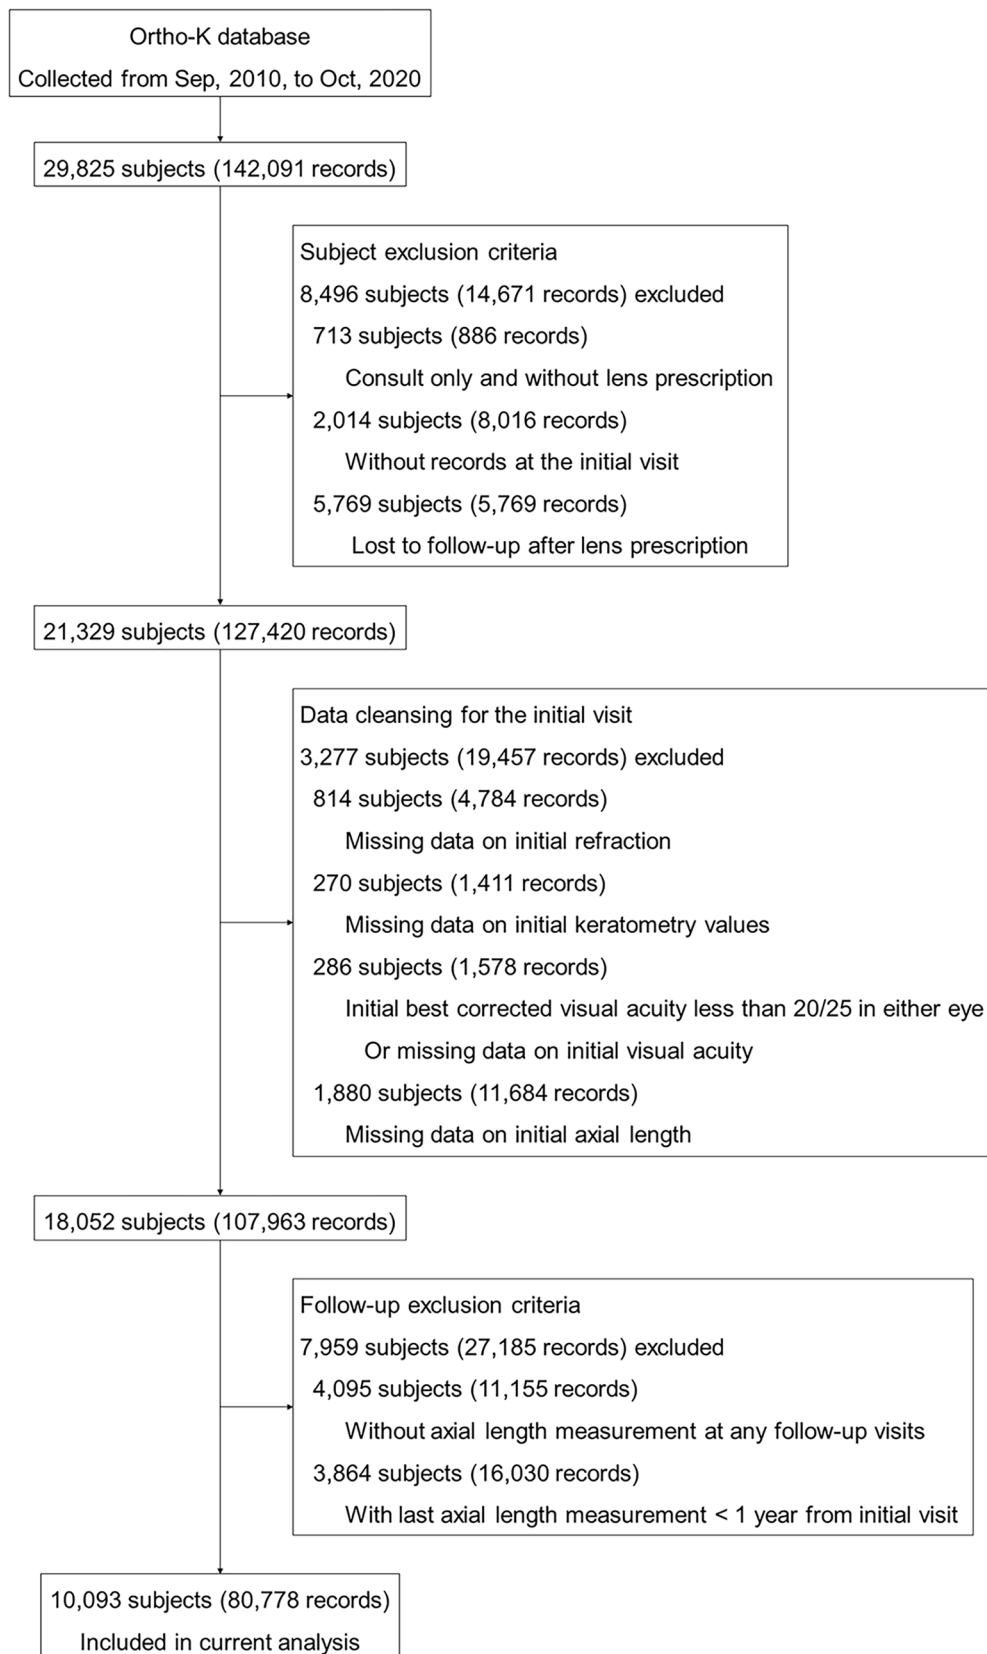 Ortho-K database
Collected from Sep, 2010, to Oct, 2020
29,825 subjects (142,091 records)
Subject exclusion criteria
8,496 subjects (14,671 records) excluded
713 subjects (886 records)
Consult only and without lens prescription
2,014 subjects (8,016 records)
Without records at the initial visit
5,769 subjects (5,769 records)
Lost to follow-up after lens prescription
21,329 subjects (127,420 records)
Data cleansing for the initial visit
3,277 subjects (19,457 records) excluded
814 subjects (4,784 records)
Missing data on initial refraction
270 subjects (1,411 records)
Missing data on initial keratometry values
286 subjects (1,578 records)
Initial best corrected visual acuity less than 20/25 in either eye
Or missing data on initial visual acuity
1,880 subjects (11,684 records)
Missing data on initial axial length
18,052 subjects (107,963 records)
Follow-up exclusion criteria
7,959 subjects (27,185 records) excluded
4,095 subjects (11,155 records)
Without axial length measurement at any follow-up visits
3,864 subjects (16,030 records)
With last axial length measurement < 1 year from initial visit
10,093 subjects (80,778 records)
Included in current analysis